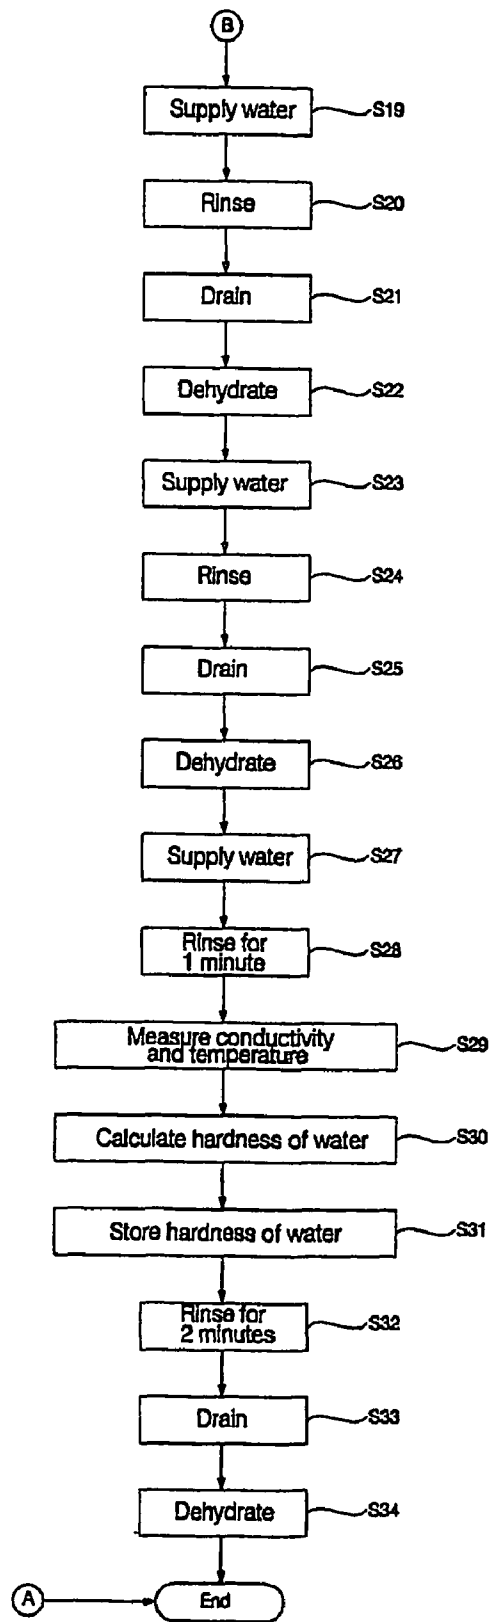 B
Supply water S19
Rinse S20
Drain S21
Dehydrate S22
Supply water S23
Rinse S24
Drain S25
Dehydrate S26
Supply water S27
Rinse for
1 minute S28
Measure conductivity
and temperature S29
Calculate hardness of water S30
Store hardness of water S31
Rinse for
2 minutes S32
Drain S33
Dehydrate S34
A End